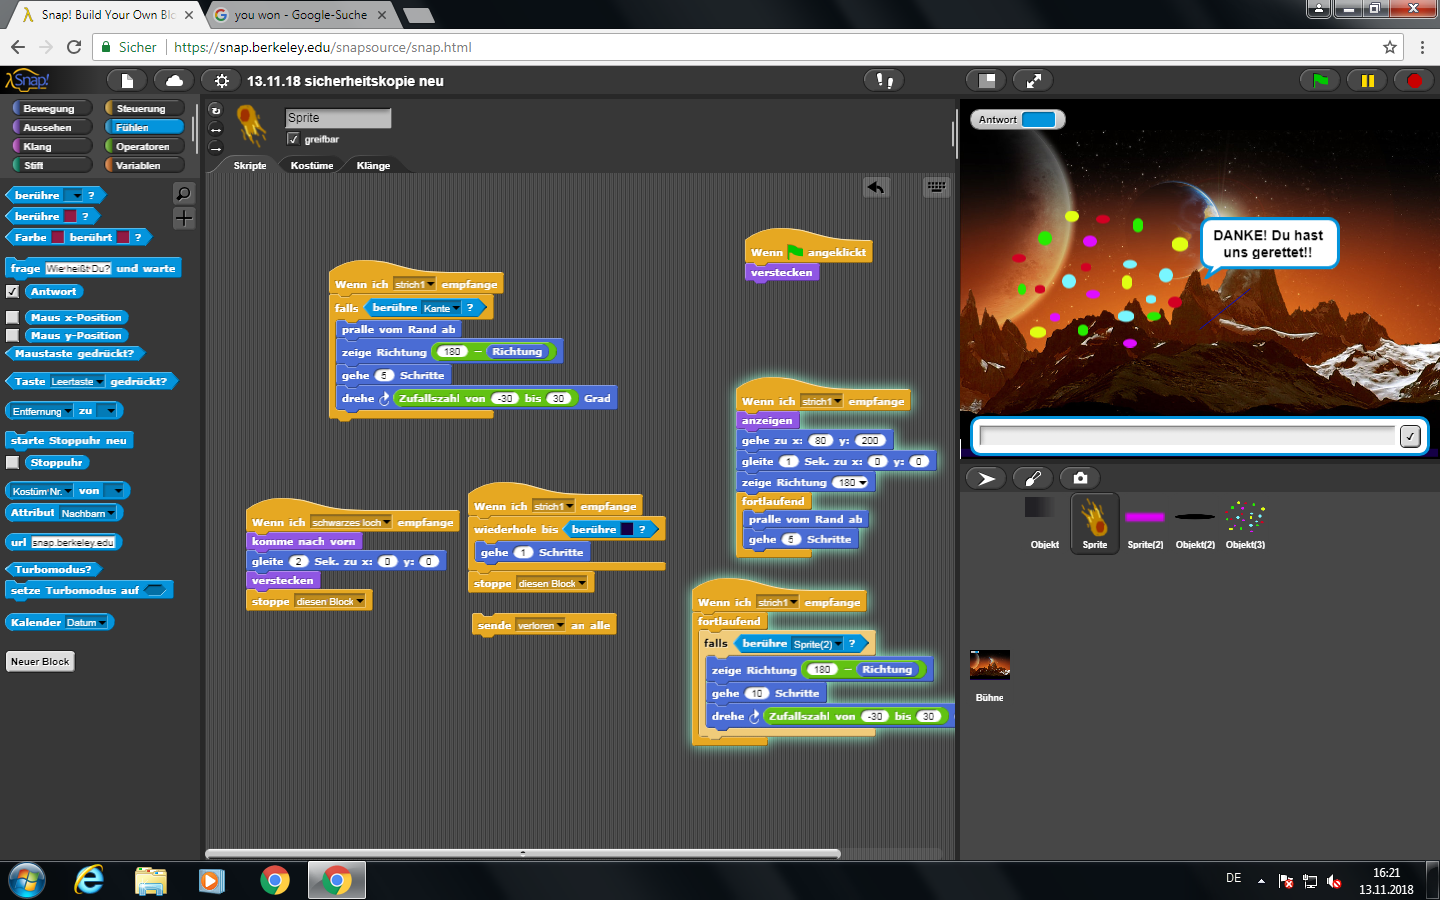 Snap! Build Your Own Blo
you won - Google-Suche
Sicher
https://snap.berkeley.edu/snapsource/snap.html
Snap!
13.11.18 sicherheitskopie neu
Bewegung
Steuerung
Aussehen
Fühlen
Klang
Operatoren
Stift
Variablen
berühre ?
berühre ?
Farbe berührt ?
frage Wie heißt Du? und warte
Antwort
Maus x-Position
Maus y-Position
Maustaste gedrückt?
Taste Leertaste gedrückt?
Entfernung zu
starte Stoppuhr neu
Stoppuhr
Kostüm Nr. von
Attribut Nachbarn
url snap.berkeley.edu
Turbomodus?
setze Turbomodus auf
Kalender Datum
Neuer Block
Sprite
greifbar
Skripte
Kostüme
Klänge
Wenn ich strich1 empfange
falls berühre Kante ?
pralle vom Rand ab
zeige Richtung 180 − Richtung
gehe 5 Schritte
drehe Zufallszahl von -30 bis 30 Grad
Wenn ich schwarzes loch empfange
komme nach vorn
gleite 2 Sek. zu x: 0 y: 0
verstecken
stoppe diesen Block
Wenn ich strich1 empfange
wiederhole bis berühre ?
gehe 1 Schritte
stoppe diesen Block
sende verloren an alle
Wenn angeklickt
verstecken
Wenn ich strich1 empfange
anzeigen
gehe zu x: 80 y: 200
gleite 1 Sek. zu x: 0 y: 0
zeige Richtung 180
fortlaufend
pralle vom Rand ab
gehe 5 Schritte
Wenn ich strich1 empfange
fortlaufend
falls berühre Sprite(2) ?
zeige Richtung 180 − Richtung
gehe 10 Schritte
drehe Zufallszahl von -30 bis 30
Antwort
DANKE! Du hast
uns gerettet!!
Objekt
Sprite
Sprite(2)
Objekt(2)
Objekt(3)
Bühne
DE
16:21
13.11.2018